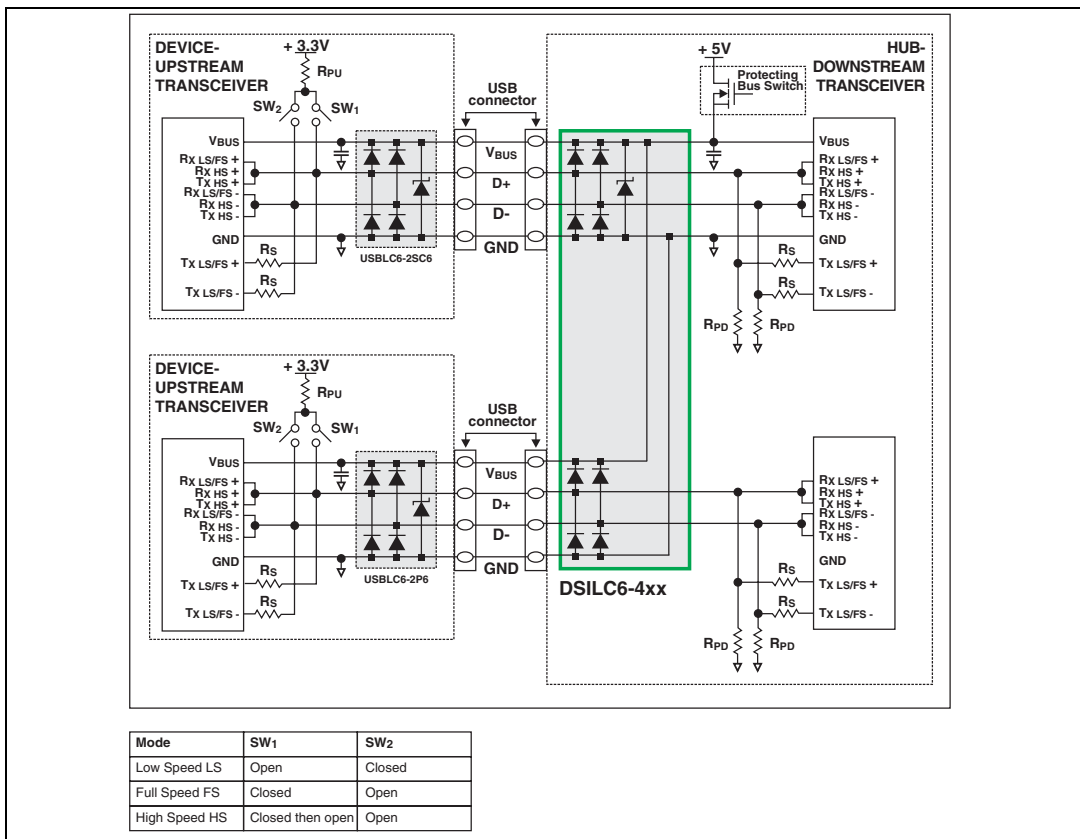 DEVICE-
UPSTREAM
TRANSCEIVER
+ 3.3V
RPU
SW2
SW1
VBUS
RX LS/FS +
RX HS +
TX HS +
RX LS/FS -
RX HS -
TX HS -
GND
TX LS/FS +
TX LS/FS -
RS
RS
USBLC6-2SC6
USB
connector
VBUS
D+
D-
GND
+ 5V
Protecting
Bus Switch
HUB-
DOWNSTREAM
TRANSCEIVER
VBUS
RX LS/FS +
RX HS +
TX HS +
RX LS/FS -
RX HS -
TX HS -
GND
TX LS/FS +
TX LS/FS -
RS
RS
RPD
RPD
DEVICE-
UPSTREAM
TRANSCEIVER
+ 3.3V
RPU
SW2
SW1
VBUS
RX LS/FS +
RX HS +
TX HS +
RX LS/FS -
RX HS -
TX HS -
GND
TX LS/FS +
TX LS/FS -
RS
RS
USBLC6-2P6
USB
connector
VBUS
D+
D-
GND
DSILC6-4xx
RX LS/FS +
RX HS +
TX HS +
RX LS/FS -
RX HS -
TX HS -
GND
TX LS/FS +
TX LS/FS -
RS
RS
RPD
RPD
Mode SW1 SW2
Low Speed LS Open Closed
Full Speed FS Closed Open
High Speed HS Closed then open Open